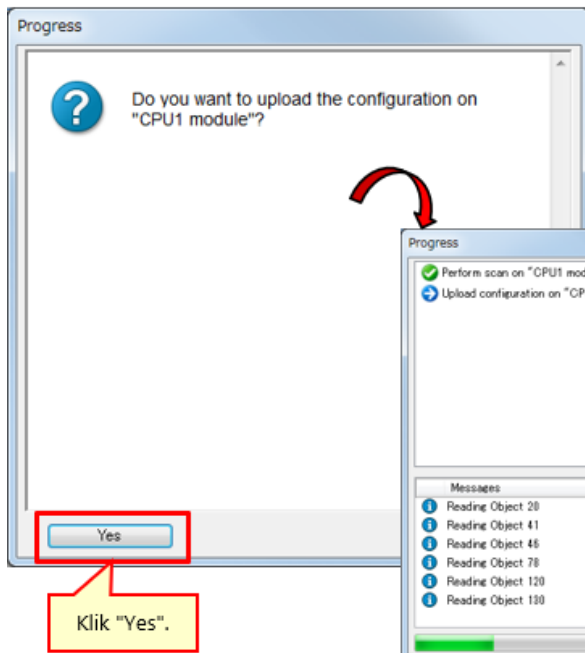 Progress
Do you want to upload the configuration on
"CPU1 module"?
Progress
Perform scan on "CPU1 mod
Upload configuration on "CP
Messages
Reading Object 20
Reading Object 41
Reading Object 46
Reading Object 78
Reading Object 120
Reading Object 130
Yes
Klik "Yes".